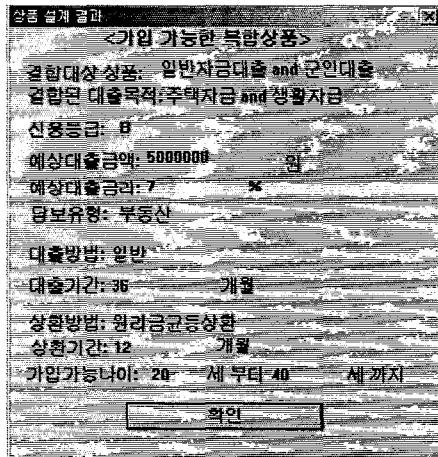 상품 설계 결과
<가입 가능한 복합상품>
결합대상 상품: 일반자금대출 and 군인대출
결합된 대출목적:주택자금 and 생활자금
신용등급: B
예상대출금액: 5000000 원
예상대출금리: 7 %
담보유형: 부동산
대출방법: 일반
대출기간: 36 개월
상환방법: 원리금균등상환
상환기간: 12 개월
가입가능나이: 20 세 부터 40 세 까지
확인